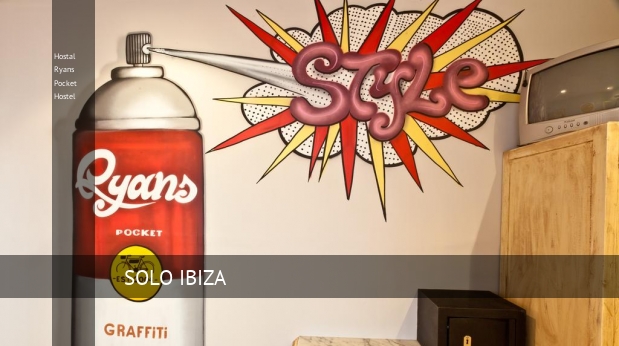 Hostal
Ryans
Pocket
Hostel
STYLE
Ryans
POCKET
SOLO IBIZA
GRAFFITI